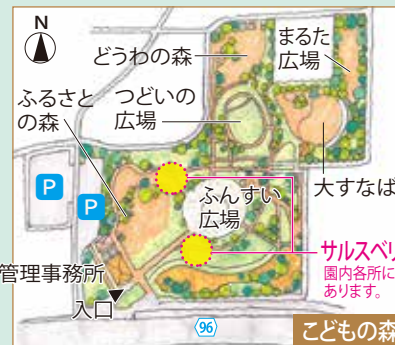 N
どうわの森
まるた
広場
ふるさと
の森
つどいの
広場
P
P
ふんすい
広場
大すなば
サルスベリ
園内各所に
あります。
管理事務所
入口
96
こどもの森